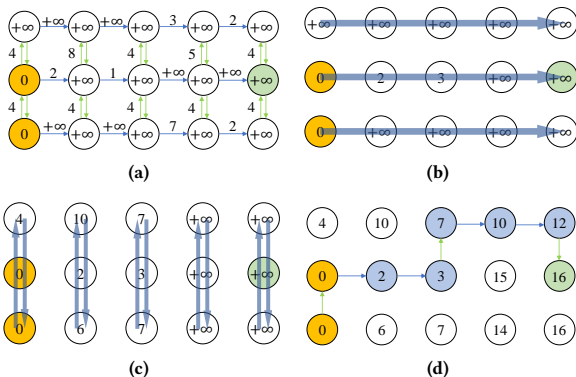 +∞ +∞ 3 2
+∞ +∞ +∞ +∞ +∞
4 8 4 5 4
2 1 +∞ +∞
0 +∞ +∞ +∞ +∞
4 4 4 4 4
+∞ +∞ 7 2
0 +∞ +∞ +∞ +∞
(a)
+∞ +∞ +∞ +∞ +∞
0 2 3 +∞ +∞
0 +∞ +∞ +∞ +∞
(b)
4 10 7 +∞ +∞
0 2 3 +∞ +∞
0 6 7 +∞ +∞
(c)
4 10 7 10 12
0 2 3 15 16
0 6 7 14 16
(d)